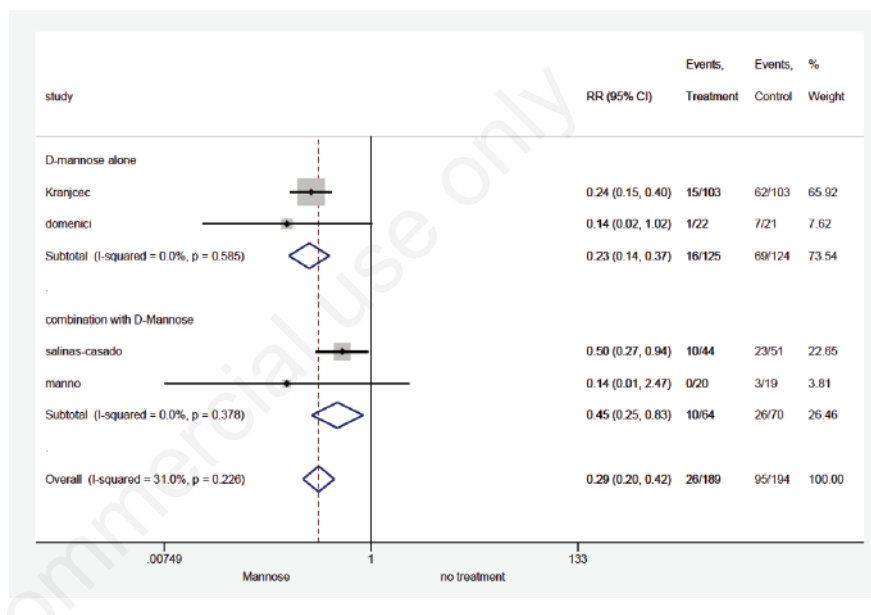 Events, Events, %
study RR (95% CI) Treatment Control Weight
D-mannose alone
Kranjcec 0.24 (0.15, 0.40) 15/103 62/103 65.92
domenici 0.14 (0.02, 1.02) 1/22 7/21 7.62
Subtotal (I-squared = 0.0%, p = 0.585) 0.23 (0.14, 0.37) 16/125 69/124 73.54
.
combination with D-Mannose
salinas-casado 0.50 (0.27, 0.94) 10/44 23/51 22.65
manno 0.14 (0.01, 2.47) 0/20 3/19 3.81
Subtotal (I-squared = 0.0%, p = 0.378) 0.45 (0.25, 0.83) 10/64 26/70 26.46
.
Overall (I-squared = 31.0%, p = 0.226) 0.29 (0.20, 0.42) 26/189 95/194 100.00
.00749 1 133
Mannose no treatment
ommercial use only